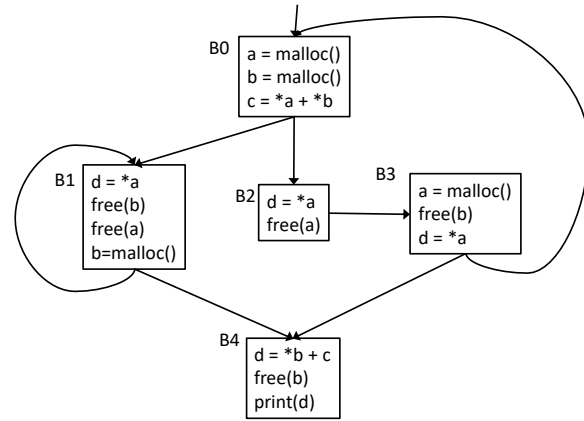 B0
a = malloc()
b = malloc()
c = *a + *b
B1
d = *a
free(b)
free(a)
b=malloc()
B2
d = *a
free(a)
B3
a = malloc()
free(b)
d = *a
B4
d = *b + c
free(b)
print(d)